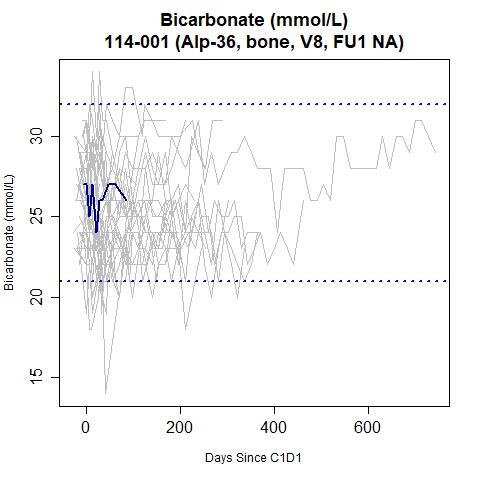 Bicarbonate (mmol/L)
114-001 (Alp-36, bone, V8, FU1 NA)
Bicarbonate (mmol/L)
30
25
20
15
0 200 400 600
Days Since C1D1